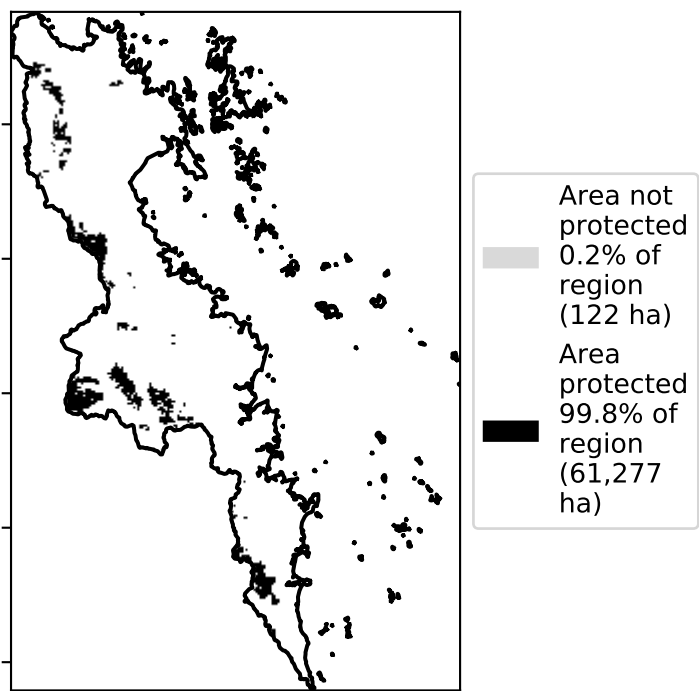 Area not
protected
0.2% of
region
(122 ha)
Area
protected
99.8% of
region
(61,277
ha)